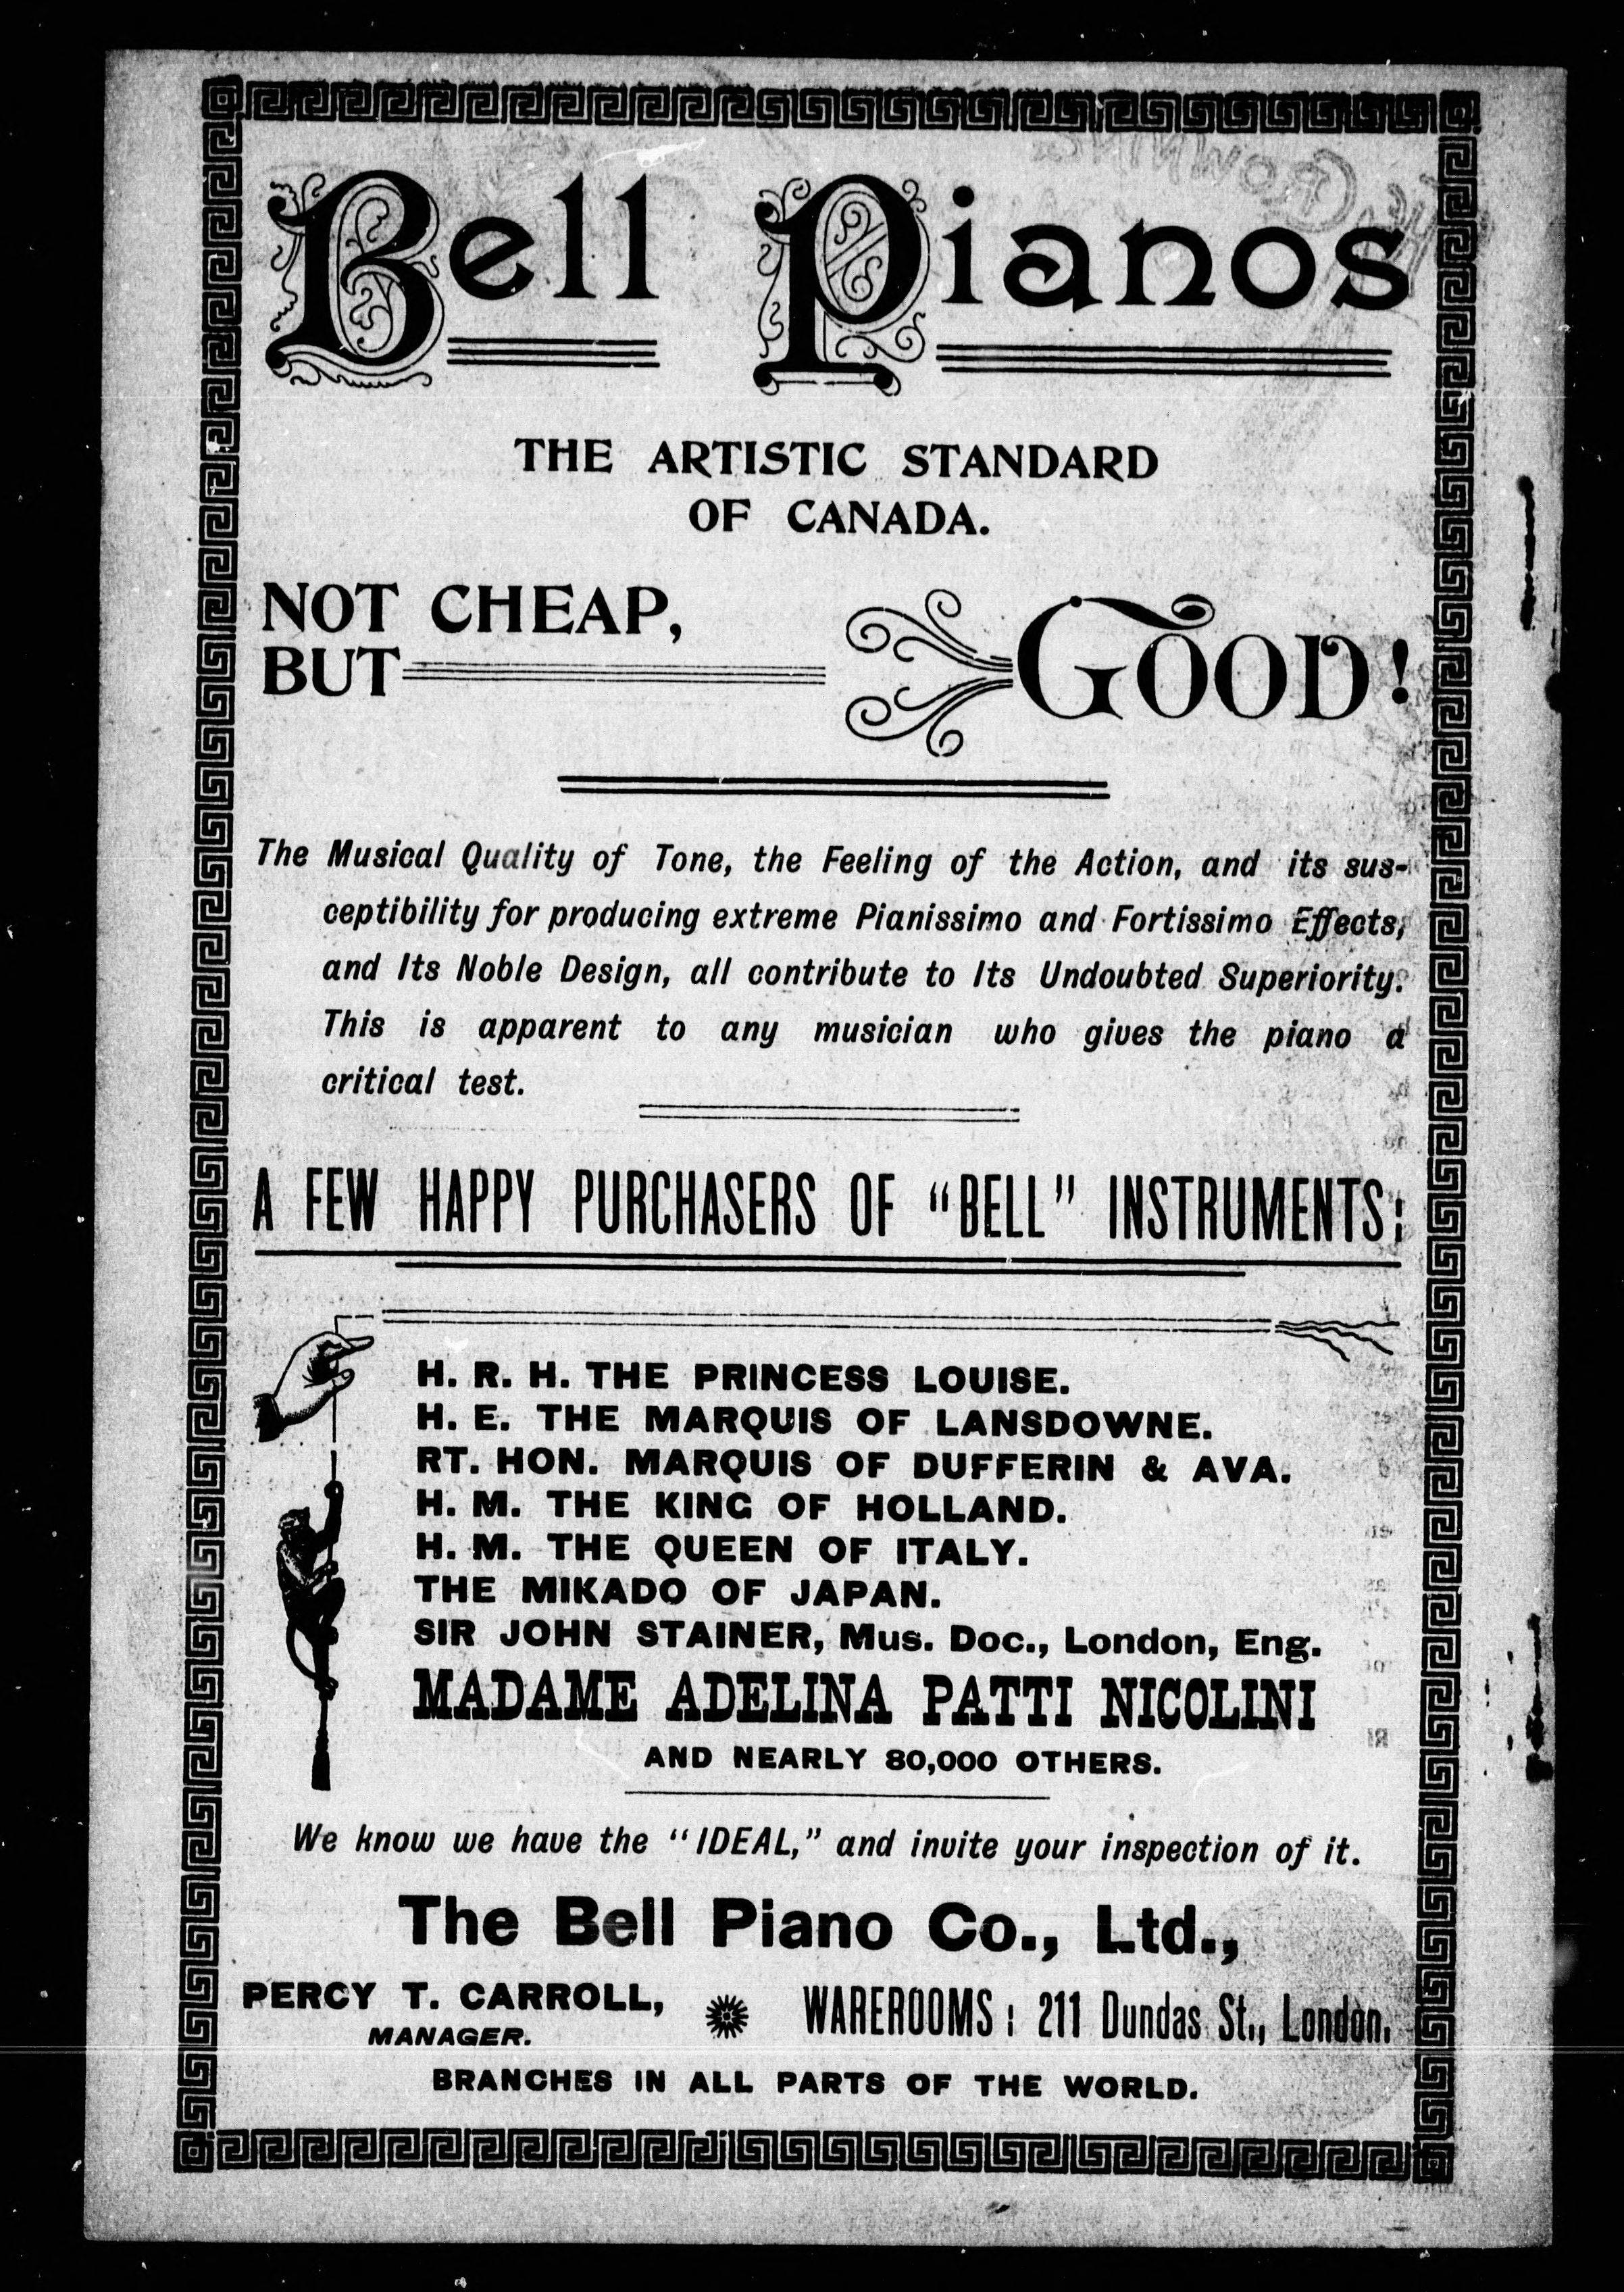 Bell Pianos
THE ARTISTIC STANDARD
OF CANADA.
NOT CHEAP,
BUT GOOD!
The Musical Quality of Tone, the Feeling of the Action, and its sus-
ceptibility for producing extreme Pianissimo and Fortissimo Effects,
and Its Noble Design, all contribute to Its Undoubted Superiority.
This is apparent to any musician who gives the piano a
critical test.
A FEW HAPPY PURCHASERS OF "BELL" INSTRUMENTS:
H. R. H. THE PRINCESS LOUISE.
H. E. THE MARQUIS OF LANSDOWNE.
RT. HON. MARQUIS OF DUFFERIN & AVA.
H. M. THE KING OF HOLLAND.
H. M. THE QUEEN OF ITALY.
THE MIKADO OF JAPAN.
SIR JOHN STAINER, Mus. Doc., London, Eng.
MADAME ADELINA PATTI NICOLINI
AND NEARLY 80,000 OTHERS.
We know we have the "IDEAL," and invite your inspection of it.
The Bell Piano Co., Ltd.,
PERCY T. CARROLL,
MANAGER.
WAREROOMS: 211 Dundas St., London.
BRANCHES IN ALL PARTS OF THE WORLD.